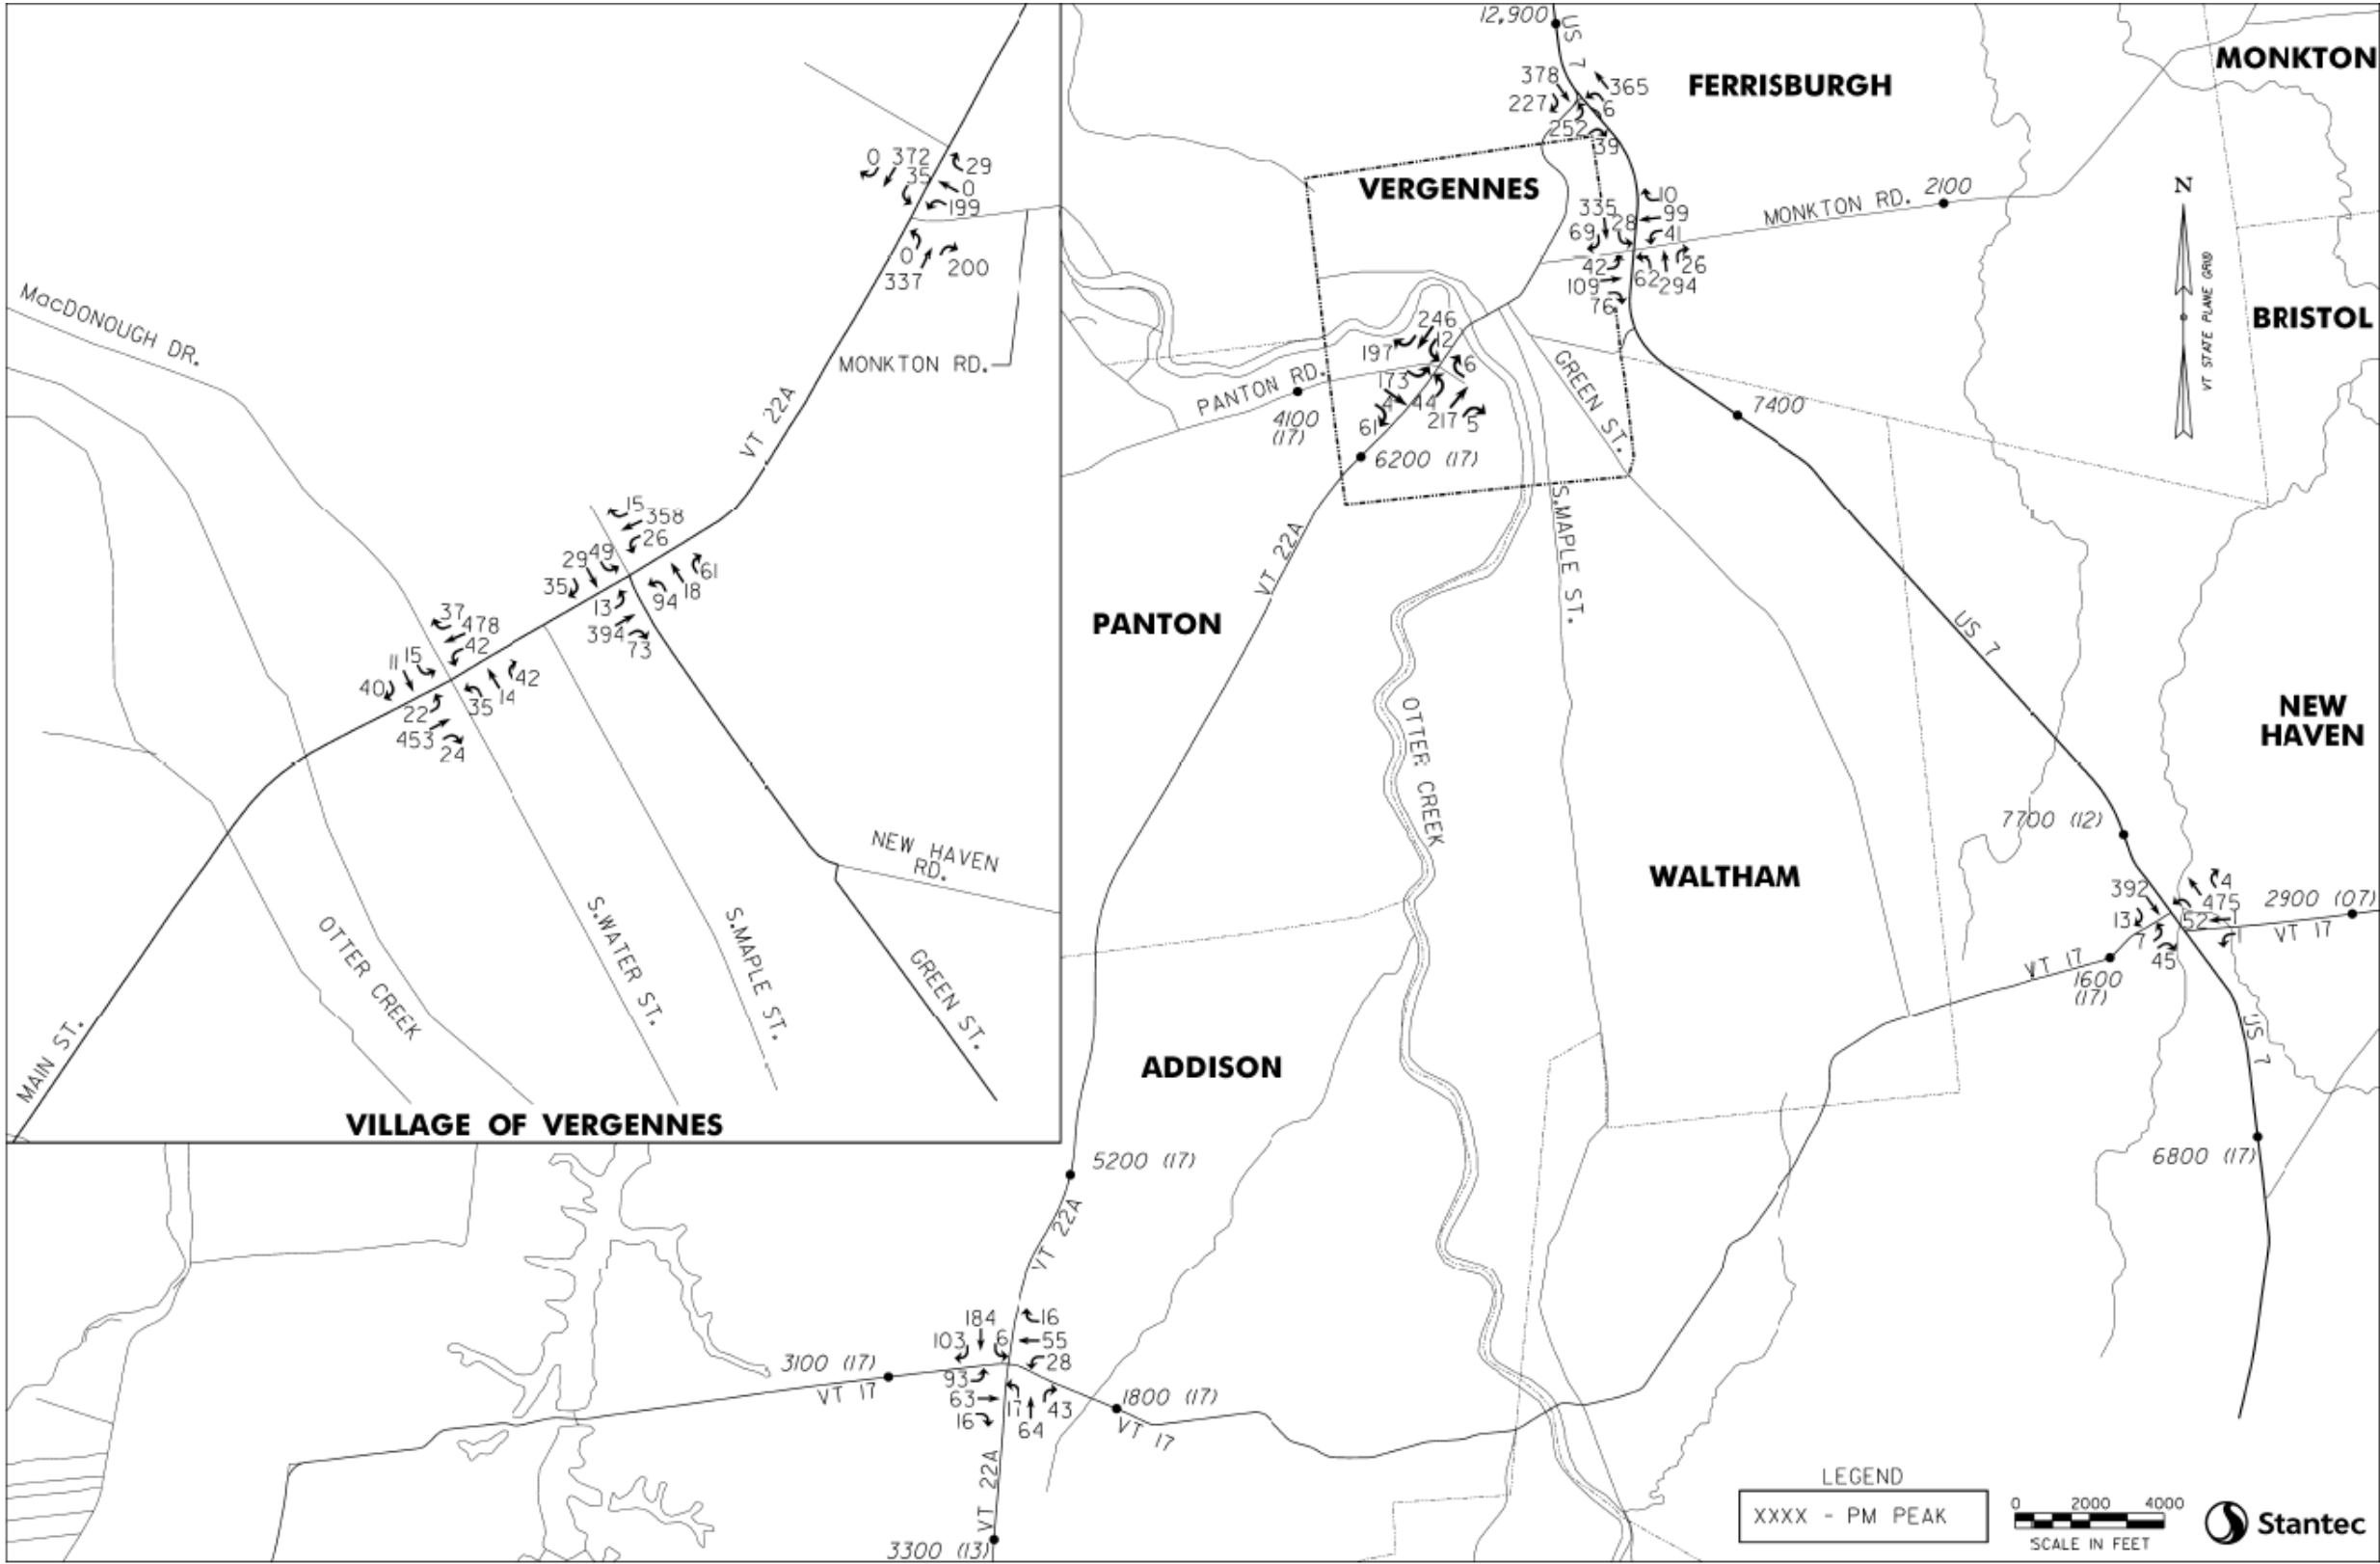 12,900
US 7
378
365
227
6
252
39
FERRISBURGH
MONKTON
VERGENNES
10
335
28
99
69
41
42
26
109
62
294
76
MONKTON RD.
2100
N
VT STATE PLANE GRID
BRISTOL
246
12
197
6
173
4
44
61
217
5
PANTON RD.
4100
(17)
6200 (17)
GREEN ST.
7400
0
372
29
35
0
199
0
200
337
MacDONOUGH DR.
MONKTON RD.
VT 22A
15
358
26
29
49
61
35
18
13
94
394
73
37
478
42
11
15
42
40
14
22
35
453
24
NEW HAVEN
RD.
S.WATER ST.
S.MAPLE ST.
GREEN ST.
OTTER CREEK
MAIN ST.
VILLAGE OF VERGENNES
VT 22A
S.MAPLE ST.
PANTON
OTTER CREEK
US 7
NEW
HAVEN
7700 (12)
WALTHAM
392
4
475
2900 (07)
13
52
1
7
1
VT 17
45
VT 17
1600
(17)
US 7
ADDISON
5200 (17)
6800 (17)
VT 22A
184
16
103
6
55
28
3100 (17)
93
VT 17
63
17
43
1800 (17)
16
64
VT 17
VT 22A
3300 (13)
LEGEND
XXXX - PM PEAK
0 2000 4000
SCALE IN FEET
Stantec